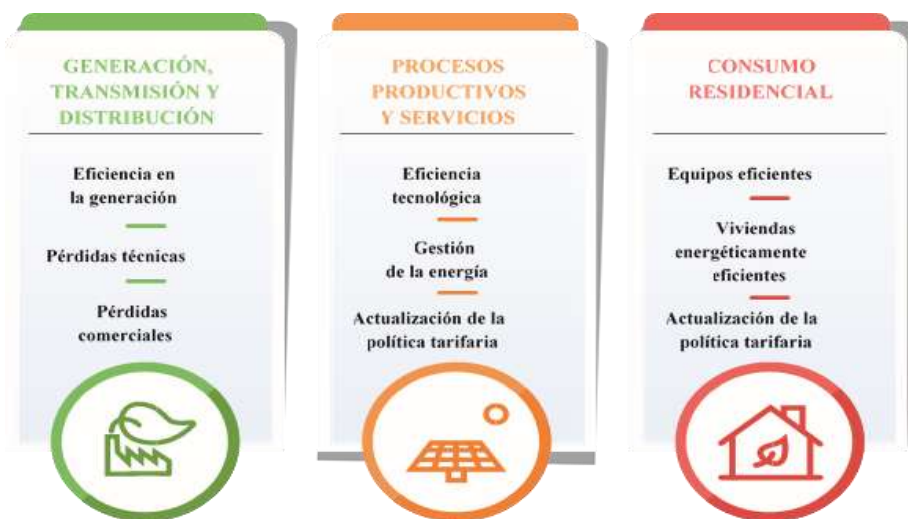 GENERACIÓN,
TRANSMISIÓN Y
DISTRIBUCIÓN
Eficiencia en
la generación
Pérdidas técnicas
Pérdidas
comerciales
PROCESOS
PRODUCTIVOS
Y SERVICIOS
Eficiencia
tecnológica
Gestión
de la energía
Actualización de la
política tarifaria
CONSUMO
RESIDENCIAL
Equipos eficientes
Viviendas
energéticamente
eficientes
Actualización de la
política tarifaria